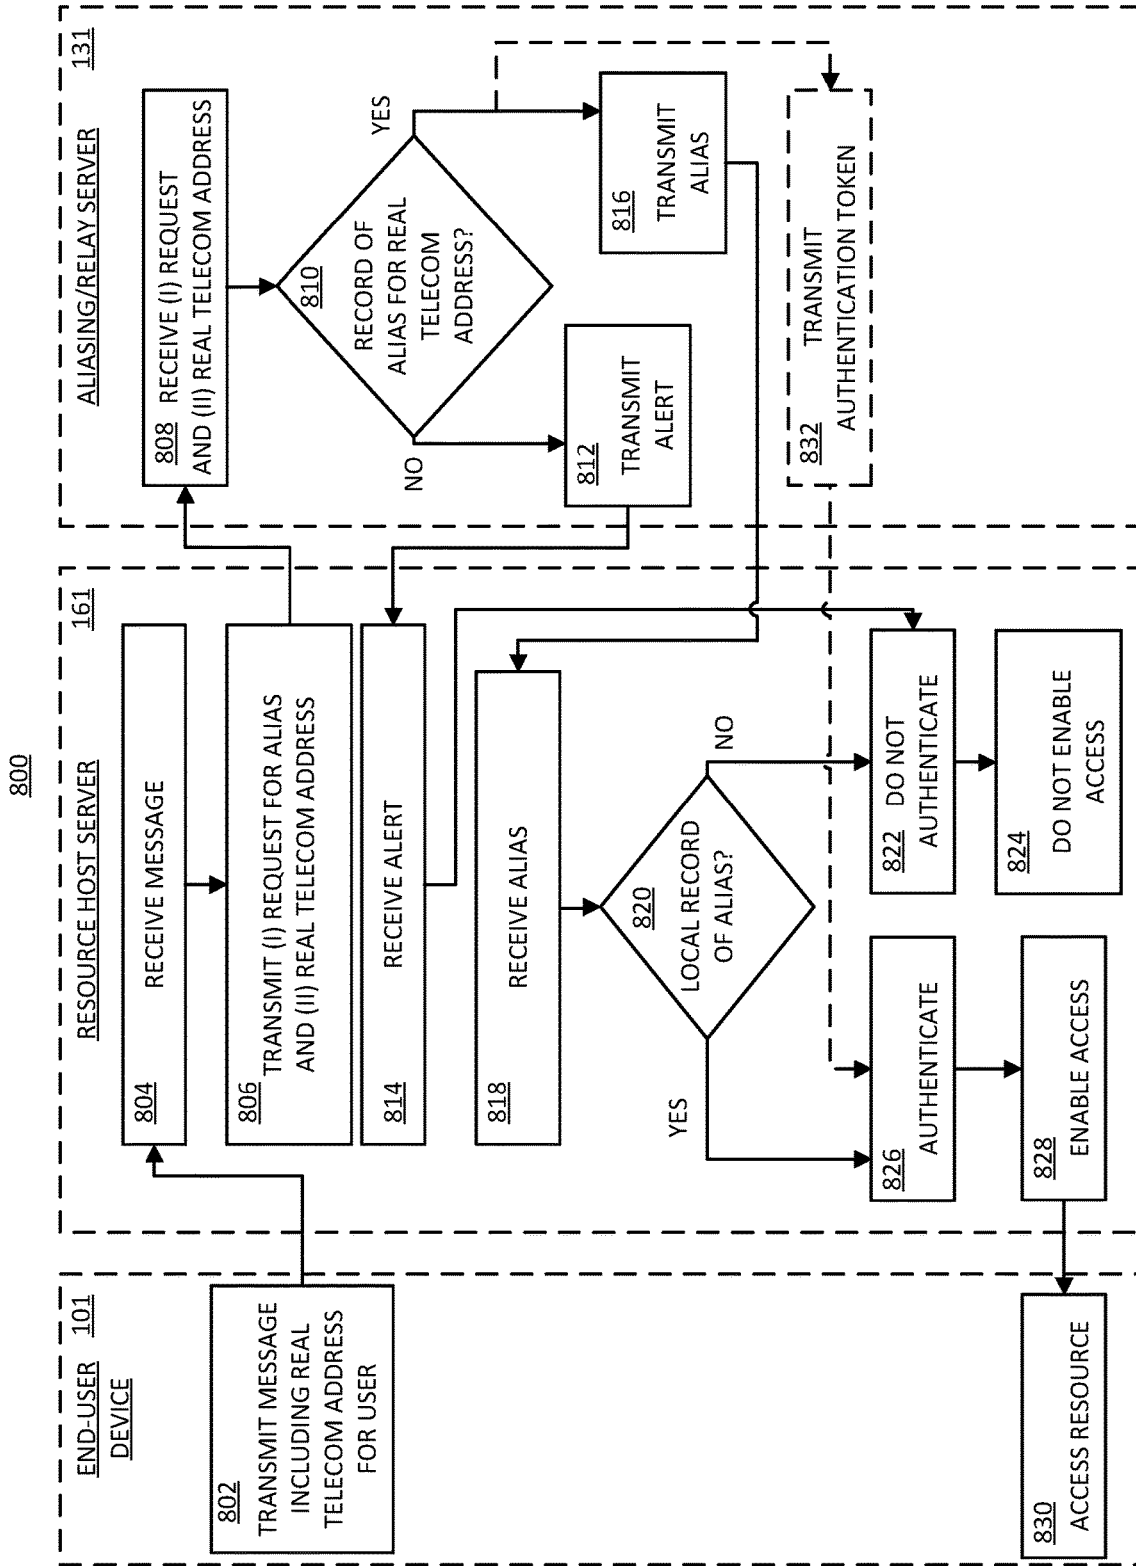 800
END-USER 101
DEVICE
802
TRANSMIT MESSAGE
INCLUDING REAL
TELECOM ADDRESS
FOR USER
830
ACCESS RESOURCE
RESOURCE HOST SERVER 161
804 RECEIVE MESSAGE
806 TRANSMIT (I) REQUEST FOR ALIAS
AND (II) REAL TELECOM ADDRESS
814 RECEIVE ALERT
818 RECEIVE ALIAS
820
LOCAL RECORD
OF ALIAS?
YES
NO
826
AUTHENTICATE
822 DO NOT
AUTHENTICATE
828
ENABLE ACCESS
824
DO NOT ENABLE
ACCESS
ALIASING/RELAY SERVER 131
808 RECEIVE (I) REQUEST
AND (II) REAL TELECOM ADDRESS
810
RECORD OF
ALIAS FOR REAL
TELECOM
ADDRESS?
NO
YES
812
TRANSMIT
ALERT
816
TRANSMIT
ALIAS
832 TRANSMIT
AUTHENTICATION TOKEN